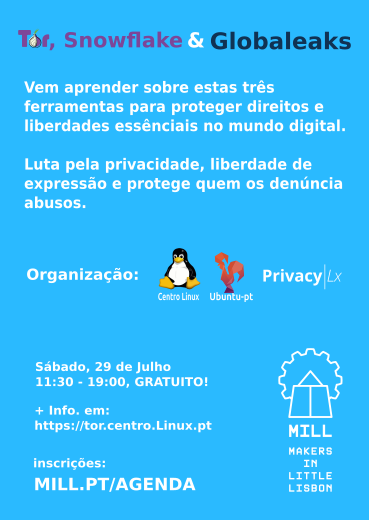 Tor, Snowflake & Globaleaks
Vem aprender sobre estas três
ferramentas para proteger direitos e
liberdades essênciais no mundo digital.
Luta pela privacidade, liberdade de
expressão e protege quem os denúncia
abusos.
Organização:
Centro Linux
Ubuntu-pt
Privacy|Lx
Sábado, 29 de Julho
11:30 - 19:00, GRATUITO!
+ Info. em:
https://tor.centro.Linux.pt
inscrições:
MILL.PT/AGENDA
MILL
MAKERS
IN
LITTLE
LISBON